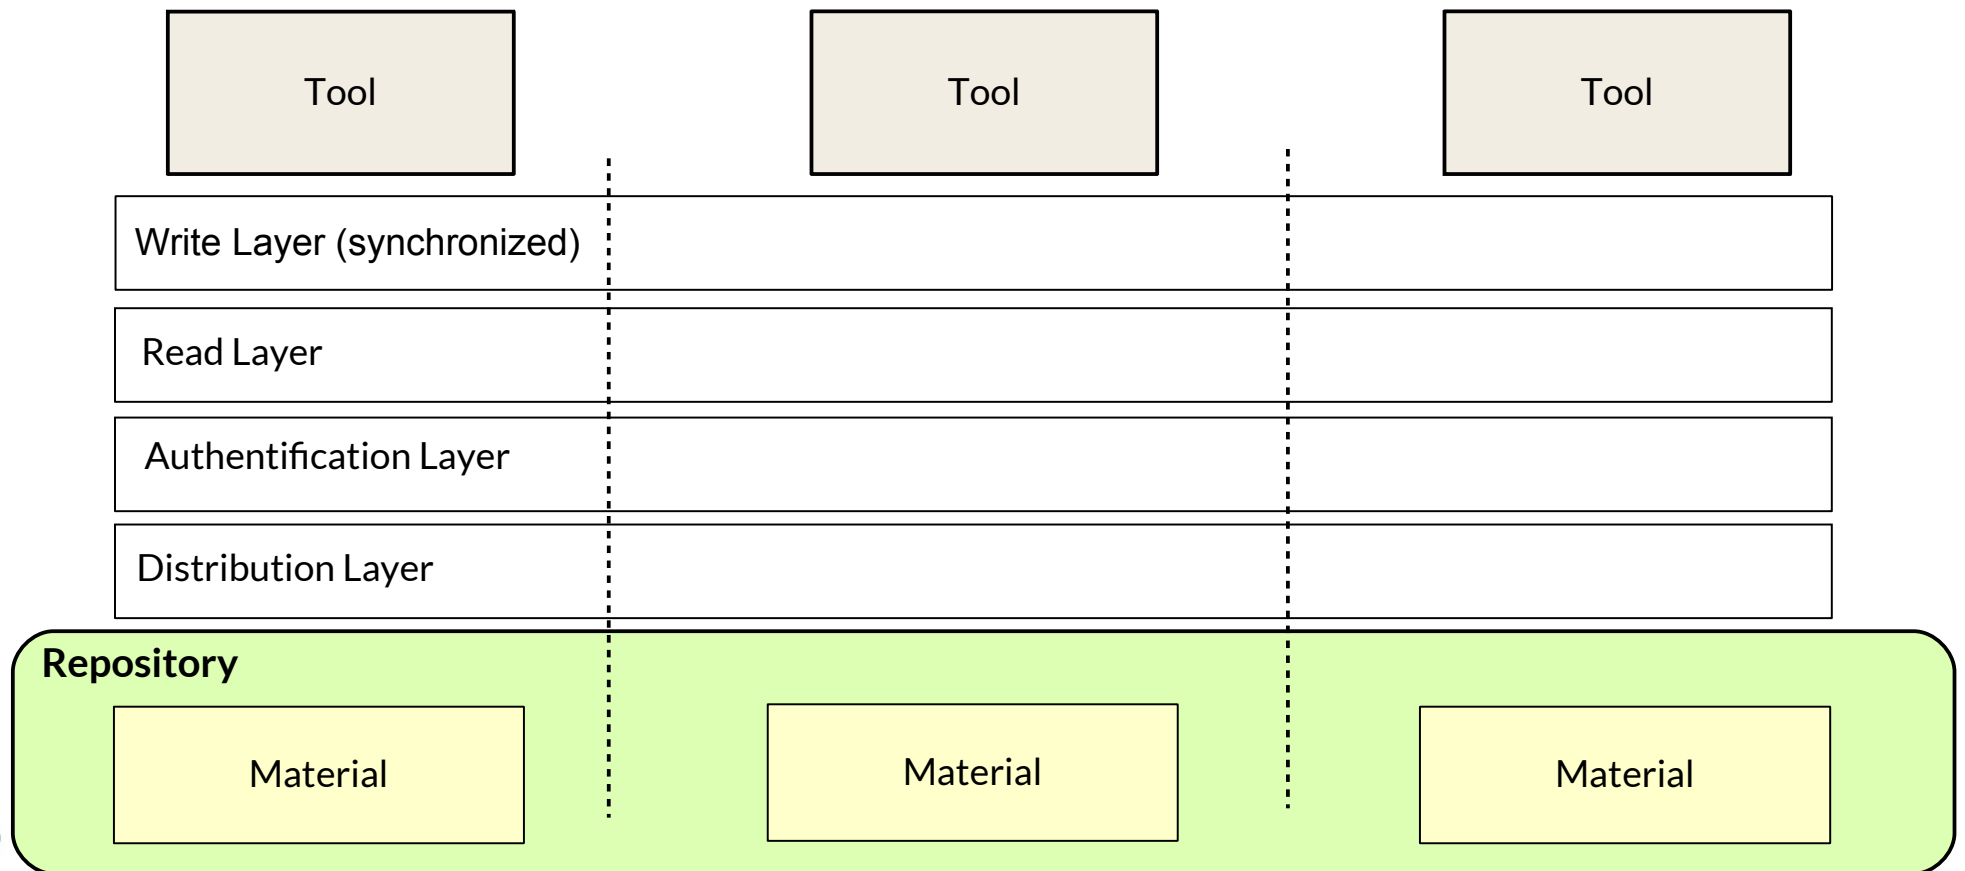 Tool
Tool
Tool
Write Layer (synchronized)
Read Layer
Authentification Layer
Distribution Layer
Repository
Material
Material
Material